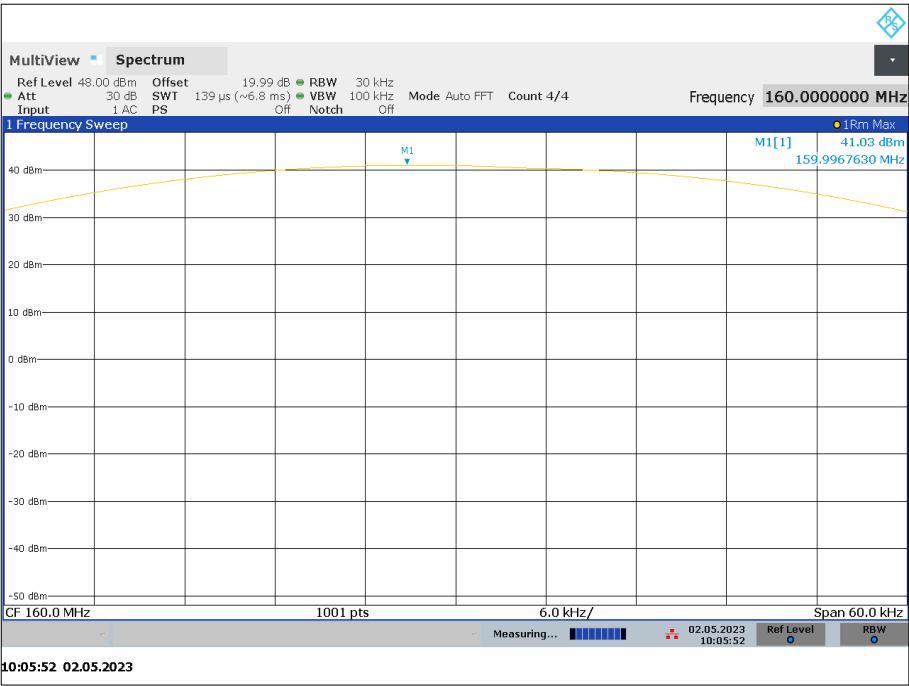 R&S
MultiView Spectrum
Ref Level 48.00 dBm Offset 19.99 dB RBW 30 kHz
Att 30 dB SWT 139 µs (~6.8 ms) VBW 100 kHz Mode Auto FFT Count 4/4 Frequency 160.0000000 MHz
Input 1 AC PS Off Notch Off
1 Frequency Sweep 1Rm Max
M1[1] 41.03 dBm
159.9967630 MHz
M1
40 dBm
30 dBm
20 dBm
10 dBm
0 dBm
-10 dBm
-20 dBm
-30 dBm
-40 dBm
-50 dBm
CF 160.0 MHz 1001 pts 6.0 kHz/ Span 60.0 kHz
Measuring... 02.05.2023 Ref Level RBW
10:05:52
10:05:52 02.05.2023